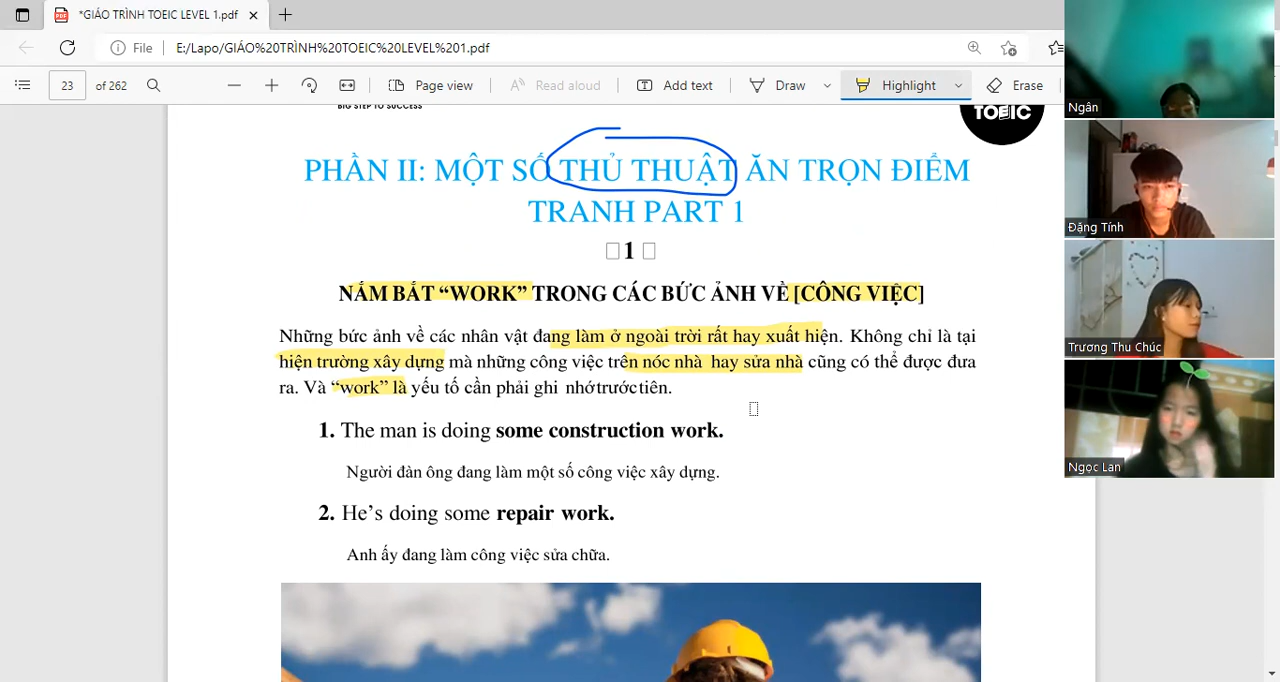 *GIÁO TRÌNH TOEIC LEVEL 1.pdf
File E:/Lapo/GIÁO%20TRÌNH%20TOEIC%20LEVEL%201.pdf
23 of 262 Page view Read aloud Add text Draw Highlight Erase
BIG STEP TO SUCCESS
TOEIC
PHẦN II: MỘT SỐ THỦ THUẬT ĂN TRỌN ĐIỂM
TRANH PART 1
1
NẮM BẮT “WORK” TRONG CÁC BỨC ẢNH VỀ [CÔNG VIỆC]
Những bức ảnh về các nhân vật đang làm ở ngoài trời rất hay xuất hiện. Không chỉ là tại
hiện trường xây dựng mà những công việc trên nóc nhà hay sửa nhà cũng có thể được đưa
ra. Và “work” là yếu tố cần phải ghi nhớtrướctiên.
1. The man is doing some construction work.
Người đàn ông đang làm một số công việc xây dựng.
2. He’s doing some repair work.
Anh ấy đang làm công việc sửa chữa.
Ngân
Đặng Tính
Trương Thu Chúc
Ngọc Lan